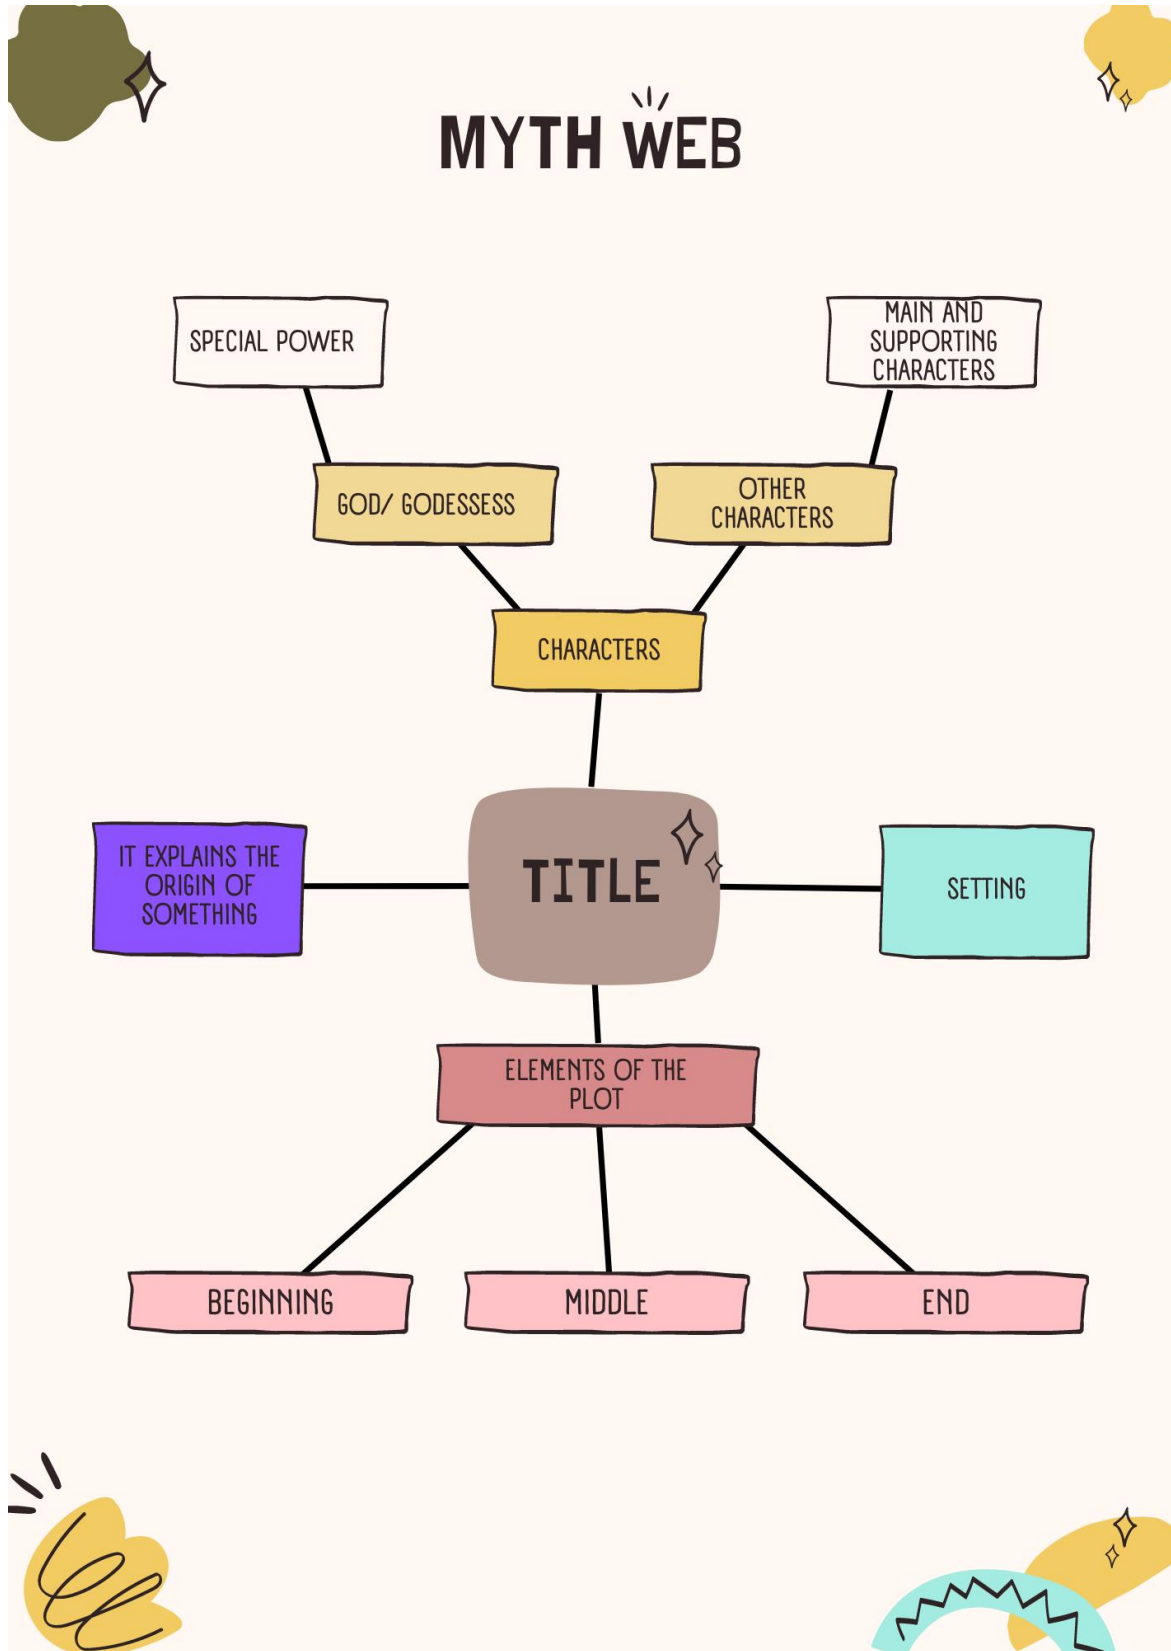 MYTH WEB
SPECIAL POWER
MAIN AND
SUPPORTING
CHARACTERS
GOD/ GODESSESS
OTHER
CHARACTERS
CHARACTERS
IT EXPLAINS THE
ORIGIN OF
SOMETHING
TITLE
SETTING
ELEMENTS OF THE
PLOT
BEGINNING
MIDDLE
END